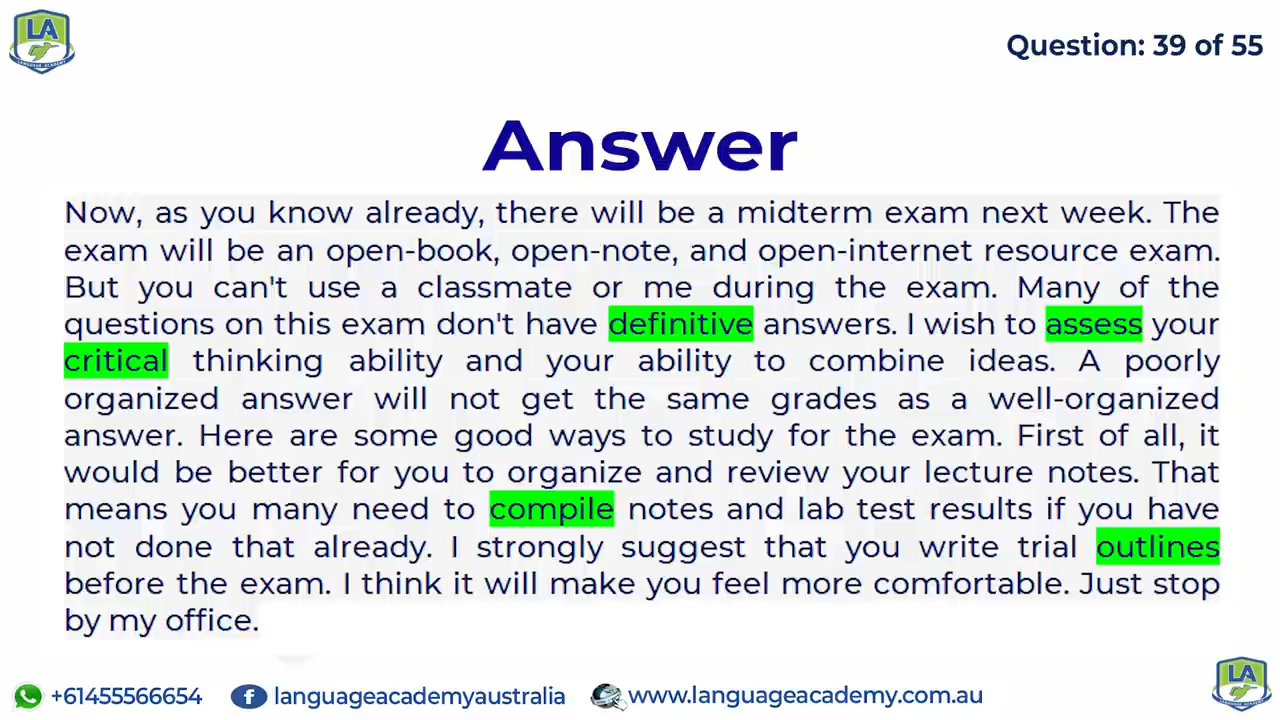 LA
LANGUAGE ACADEMY
Question: 39 of 55
Answer
Now, as you know already, there will be a midterm exam next week. The
exam will be an open-book, open-note, and open-internet resource exam.
But you can't use a classmate or me during the exam. Many of the
questions on this exam don't have definitive answers. I wish to assess your
critical thinking ability and your ability to combine ideas. A poorly
organized answer will not get the same grades as a well-organized
answer. Here are some good ways to study for the exam. First of all, it
would be better for you to organize and review your lecture notes. That
means you many need to compile notes and lab test results if you have
not done that already. I strongly suggest that you write trial outlines
before the exam. I think it will make you feel more comfortable. Just stop
by my office.
+61455566654
languageacademyaustralia
www.languageacademy.com.au
LA
LANGUAGE ACADEMY